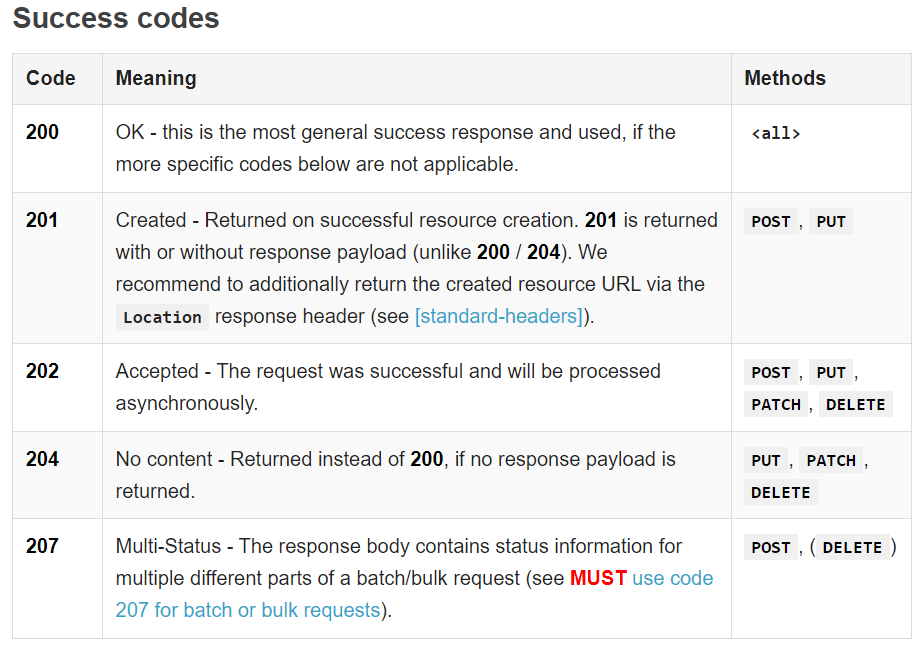 Success codes
Code Meaning Methods
200 OK - this is the most general success response and used, if the <all>
more specific codes below are not applicable.
201 Created - Returned on successful resource creation. 201 is returned POST , PUT
with or without response payload (unlike 200 / 204). We
recommend to additionally return the created resource URL via the
Location response header (see [standard-headers]).
202 Accepted - The request was successful and will be processed POST , PUT ,
asynchronously. PATCH , DELETE
204 No content - Returned instead of 200, if no response payload is PUT , PATCH ,
returned. DELETE
207 Multi-Status - The response body contains status information for POST , ( DELETE )
multiple different parts of a batch/bulk request (see MUST use code
207 for batch or bulk requests).